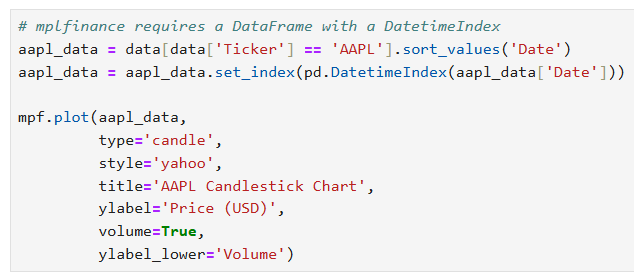 # mplfinance requires a DataFrame with a DatetimeIndex
aapl_data = data[data['Ticker'] == 'AAPL'].sort_values('Date')
aapl_data = aapl_data.set_index(pd.DatetimeIndex(aapl_data['Date']))

mpf.plot(aapl_data,
         type='candle',
         style='yahoo',
         title='AAPL Candlestick Chart',
         ylabel='Price (USD)',
         volume=True,
         ylabel_lower='Volume')